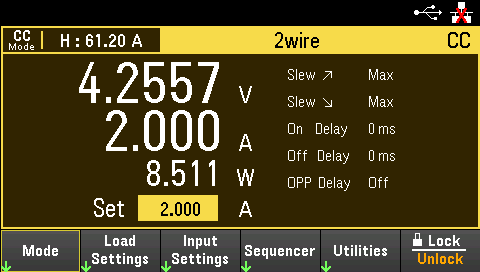 CC Mode H : 61.20 A 2wire CC
4.2557 V
2.000 A
8.511 W
Set 2.000 A
Slew ↗ Max
Slew ↘ Max
On Delay 0 ms
Off Delay 0 ms
OPP Delay Off
Mode
Load Settings
Input Settings
Sequencer
Utilities
Lock
Unlock